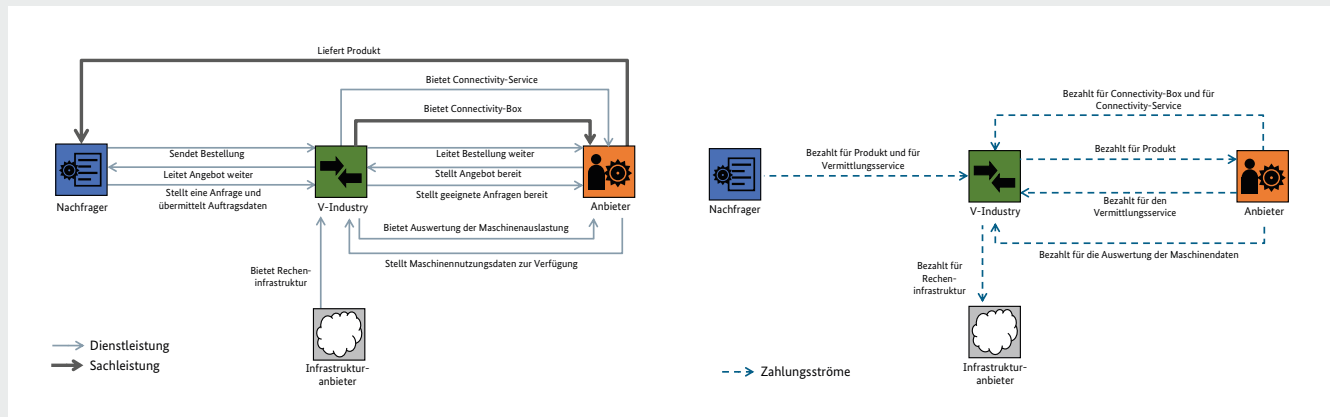 Liefert Produkt
Bietet Connectivity-Service
Bietet Connectivity-Box
Sendet Bestellung
Leitet Angebot weiter
Stellt eine Anfrage und
übermittelt Auftragsdaten
Leitet Bestellung weiter
Stellt Angebot bereit
Stellt geeignete Anfragen bereit
Nachfrager
V-Industry
Anbieter
Bietet Auswertung der Maschinenauslastung
Stellt Maschinennutzungsdaten zur Verfügung
Bietet Rechen-
infrastruktur
Infrastruktur-
anbieter
Dienstleistung
Sachleistung
Bezahlt für Connectivity-Box und für
Connectivity-Service
Bezahlt für Produkt und für
Vermittlungsservice
Bezahlt für Produkt
Bezahlt für den
Vermittlungsservice
Nachfrager
V-Industry
Anbieter
Bezahlt für die Auswertung der Maschinendaten
Bezahlt für
Rechen-
infrastruktur
Infrastruktur-
anbieter
Zahlungsströme